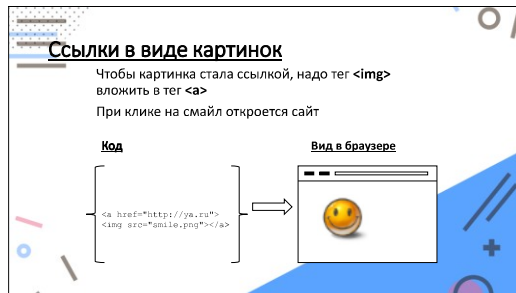 Ссылки в виде картинок
Чтобы картинка стала ссылкой, надо тег <img>
вложить в тег <a>
При клике на смайл откроется сайт
Код
Вид в браузере
<a href="http://ya.ru">
<img src="smile.png"></a>